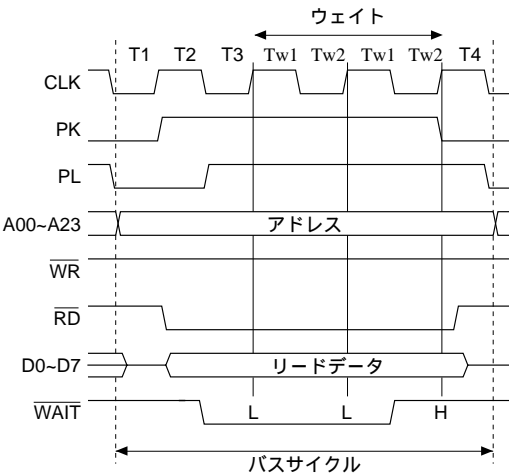 ウェイト
T1 T2 T3 Tw1 Tw2 Tw1 Tw2 T4
CLK
PK
PL
A00~A23 アドレス
WR
RD
D0~D7 リードデータ
WAIT L L H
バスサイクル